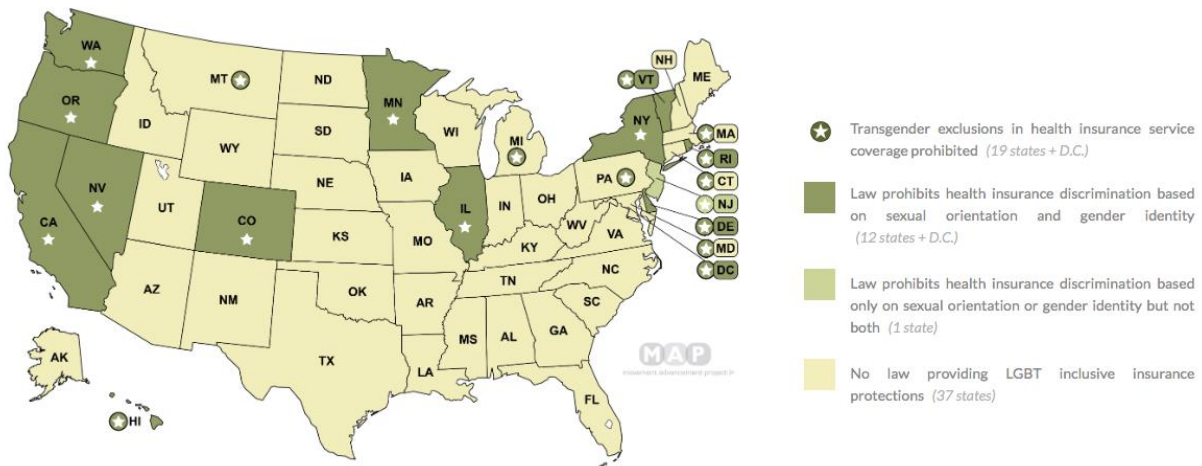 WA
MT
ND
OR
MN
ID
SD
WI
WY
MI
NE
IA
NV
UT
CO
CA
IL
IN
OH
PA
NY
VT
NH
ME
MA
RI
CT
NJ
DE
MD
DC
KS
MO
KY
WV
VA
AZ
NM
OK
AR
TN
NC
SC
MS
AL
GA
TX
LA
FL
AK
HI
MAP
movement advancement project
Transgender exclusions in health insurance service
coverage prohibited (19 states + D.C.)
Law prohibits health insurance discrimination based
on sexual orientation and gender identity
(12 states + D.C.)
Law prohibits health insurance discrimination based
only on sexual orientation or gender identity but not
both (1 state)
No law providing LGBT inclusive insurance
protections (37 states)